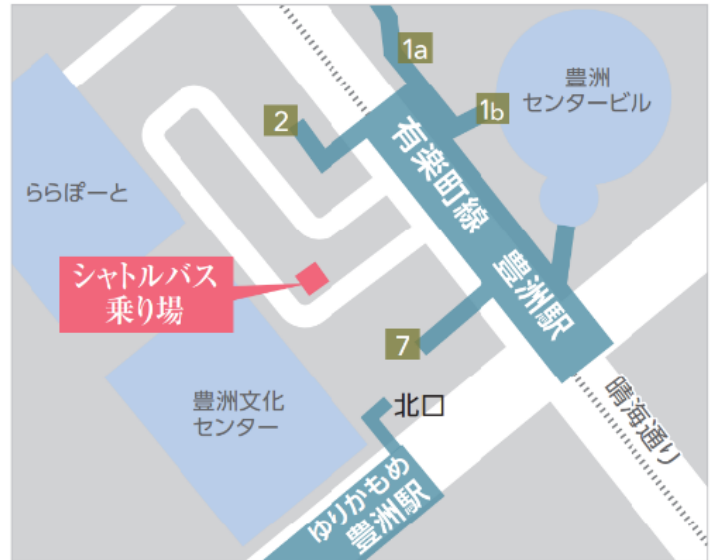 1a
豊洲
センタービル
1b
2
有楽町線 豊洲駅
ららぽーと
シャトルバス
乗り場
7
豊洲文化
センター
北口
晴海通り
ゆりかもめ
豊洲駅